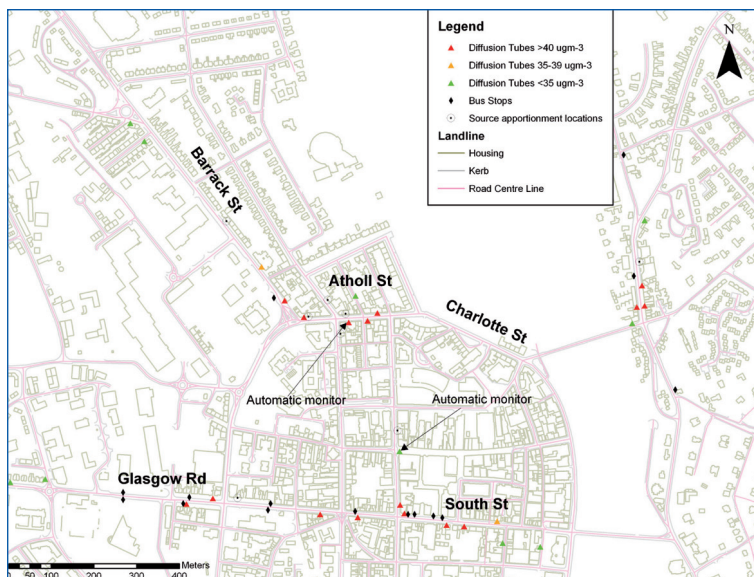 Legend
Diffusion Tubes >40 ugm-3
Diffusion Tubes 35-39 ugm-3
Diffusion Tubes <35 ugm-3
Bus Stops
Source apportionment locations
Landline
Housing
Kerb
Road Centre Line
N
Barrack St
Atholl St
Charlotte St
Automatic monitor
Automatic monitor
Glasgow Rd
South St
Meters
0 50 100 200 300 400